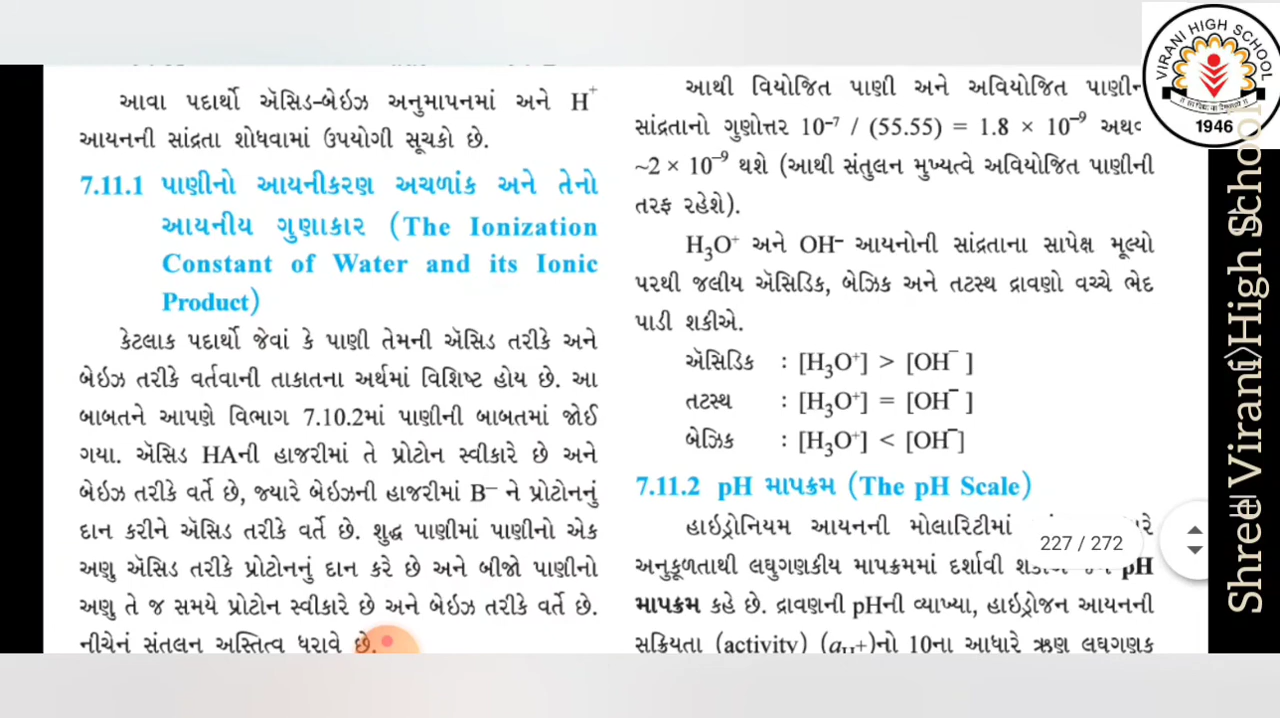 આવા પદાર્થો ઍસિડ-બેઇઝ અનુમાપનમાં અને H⁺
આયનની સાંદ્રતા શોધવામાં ઉપયોગી સૂચકો છે.
7.11.1 પાણીનો આયનીકરણ અચળાંક અને તેનો
આયનીય ગુણાકાર (The Ionization
Constant of Water and its Ionic
Product)
કેટલાક પદાર્થો જેવાં કે પાણી તેમની ઍસિડ તરીકે અને
બેઇઝ તરીકે વર્તવાની તાકાતના અર્થમાં વિશિષ્ટ હોય છે. આ
બાબતને આપણે વિભાગ 7.10.2માં પાણીની બાબતમાં જોઈ
ગયા. ઍસિડ HAની હાજરીમાં તે પ્રોટોન સ્વીકારે છે અને
બેઇઝ તરીકે વર્તે છે, જ્યારે બેઇઝની હાજરીમાં B⁻ ને પ્રોટોનનું
દાન કરીને ઍસિડ તરીકે વર્તે છે. શુદ્ધ પાણીમાં પાણીનો એક
અણુ ઍસિડ તરીકે પ્રોટોનનું દાન કરે છે અને બીજો પાણીનો
અણુ તે જ સમયે પ્રોટોન સ્વીકારે છે અને બેઇઝ તરીકે વર્તે છે.
નીચેનું સંતુલન અસ્તિત્વ ધરાવે છે.
આથી વિયોજિત પાણી અને અવિયોજિત
સાંદ્રતાનો ગુણોત્તર 10⁻⁷ / (55.55) = 1.8 × 10⁻⁹
~2 × 10⁻⁹ થશે (આથી સંતુલન મુખ્યત્વે અવિયોજિત પાણીની
તરફ રહેશે).
H₃O⁺ અને OH⁻ આયનોની સાંદ્રતાના સાપેક્ષ મૂલ્યો
પરથી જલીય ઍસિડિક, બેઝિક અને તટસ્થ દ્રાવણો વચ્ચે ભેદ
પાડી શકીએ.
ઍસિડિક : [H₃O⁺] > [OH⁻ ]
તટસ્થ : [H₃O⁺] = [OH⁻ ]
બેઝિક : [H₃O⁺] < [OH⁻]
7.11.2 pH માપક્રમ (The pH Scale)
હાઇડ્રોનિયમ આયનની મોલારિટીમાં
અનુકૂળતાથી લઘુગણકીય માપક્રમમાં દર્શાવી pH
માપક્રમ કહે છે. દ્રાવણની pHની વ્યાખ્યા, હાઇડ્રોજન આયનની
સક્રિયતા (activity) (aH+)નો 10ના આધારે ઋણ લઘુગણક
227 / 272
VIRANI HIGH SCHOOL
1946
Shree Virani High School